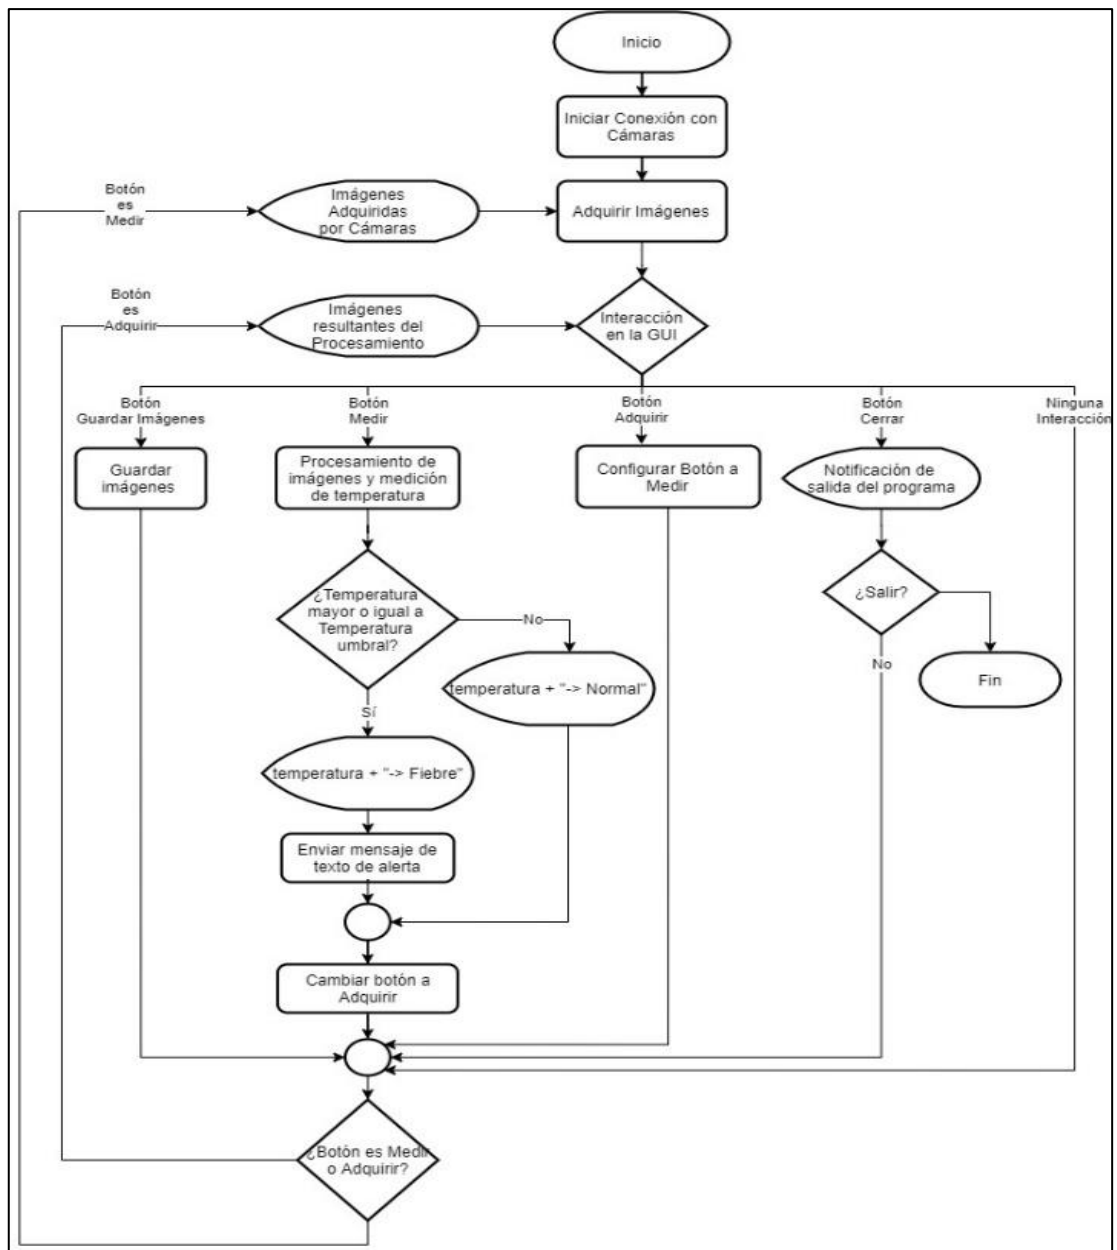 Inicio
Iniciar Conexión con
Cámaras
Botón
es
Medir
Imágenes
Adquiridas
por Cámaras
Adquirir Imágenes
Botón
es
Adquirir
Imágenes
resultantes del
Procesamiento
Interacción
en la GUI
Botón
Guardar Imágenes
Botón
Medir
Botón
Adquirir
Botón
Cerrar
Ninguna
Interacción
Guardar
imágenes
Procesamiento de
imágenes y medición
de temperatura
Configurar Botón a
Medir
Notificación de
salida del programa
¿Temperatura
mayor o igual a
Temperatura
umbral?
No
¿Salir?
No
Fin
temperatura + "-> Normal"
Sí
temperatura + "-> Fiebre"
Enviar mensaje de
texto de alerta
Cambiar botón a
Adquirir
¿Botón es Medir
o Adquirir?